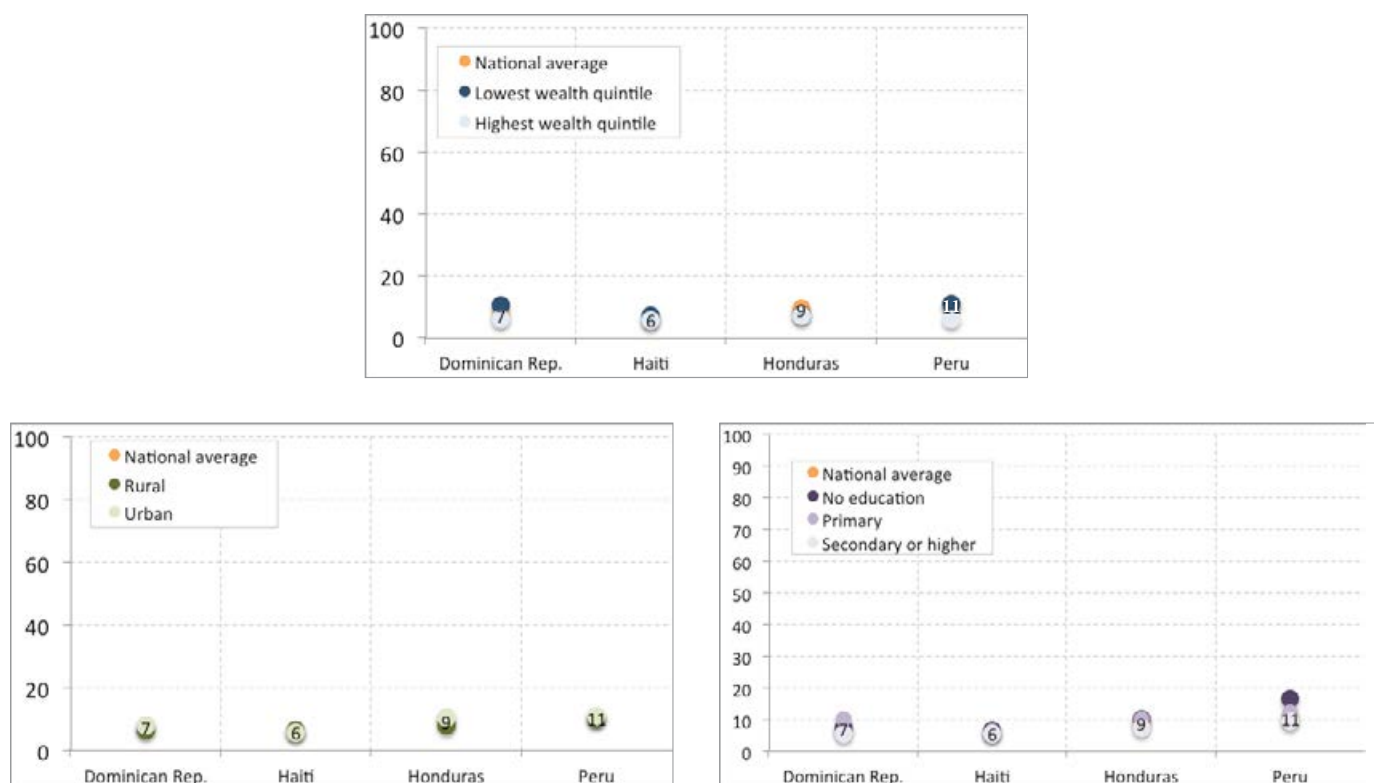 100
National average
80
Lowest wealth quintile
Highest wealth quintile
60
40
20
11
7
6
9
0
Dominican Rep. Haiti Honduras Peru
100
National average
80
Rural
Urban
60
40
20
7
6
9
11
0
Dominican Rep. Haiti Honduras Peru
100
90
National average
80
No education
Primary
70
Secondary or higher
60
50
40
30
20
10
7
6
9
11
0
Dominican Rep. Haiti Honduras Peru